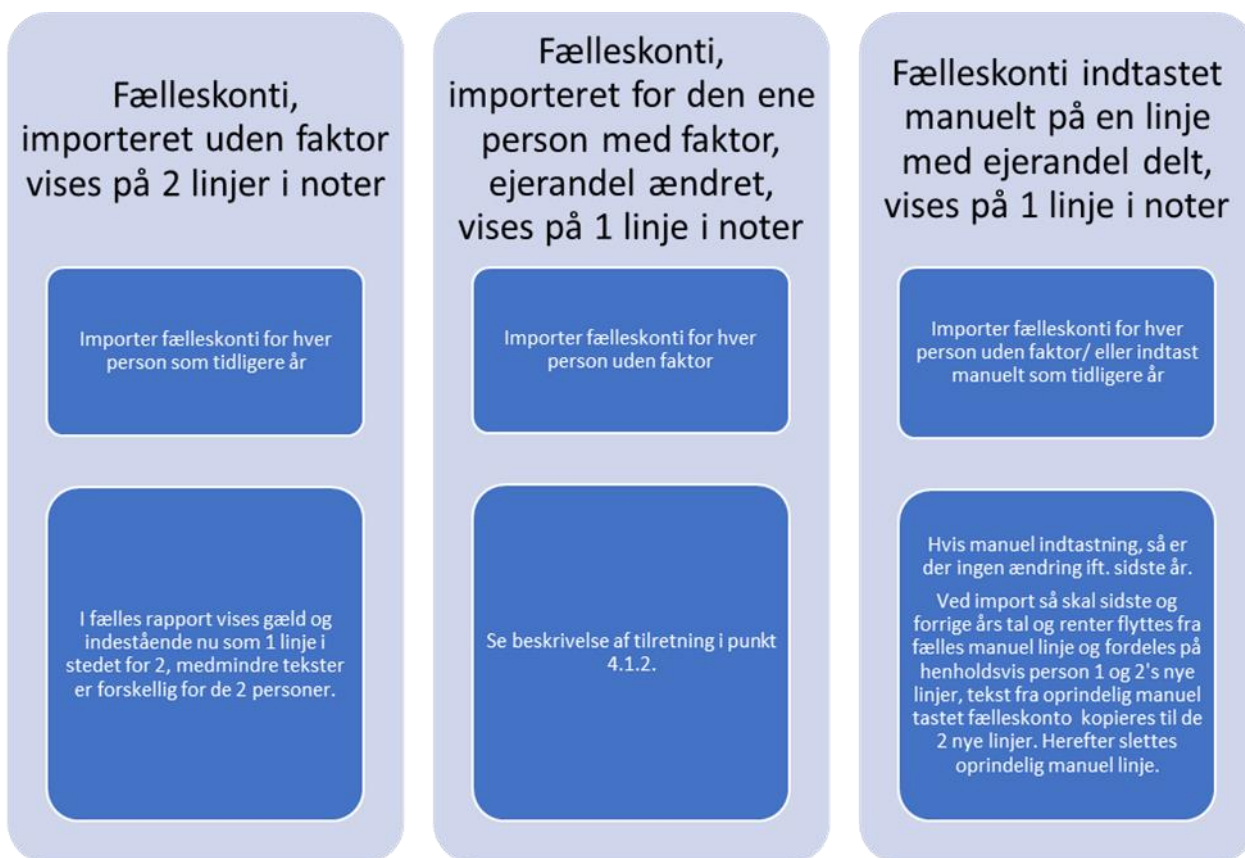 Fælleskonti,
importeret uden faktor
vises på 2 linjer i noter
Importer fælleskonti for hver
person som tidligere år
I fælles rapport vises gæld og
indestående nu som 1 linje i
stedet for 2, medmindre tekster
er forskellig for de 2 personer.
Fælleskonti,
importeret for den ene
person med faktor,
ejerandel ændret,
vises på 1 linje i noter
Importer fælleskonti for hver
person uden faktor
Se beskrivelse af tilretning i punkt
4.1.2.
Fælleskonti indtastet
manuelt på en linje
med ejerandel delt,
vises på 1 linje i noter
Importer fælleskonti for hver
person uden faktor/ eller indtast
manuelt som tidligere år
Hvis manuel indtastning, så er
der ingen ændring ift. sidste år.
Ved import så skal sidste og
forrige års tal og renter flyttes fra
fælles manuel linje og fordeles på
henholdsvis person 1 og 2's nye
linjer, tekst fra oprindelig manuel
tastet fælleskonto kopieres til de
2 nye linjer. Herefter slettes
oprindelig manuel linje.